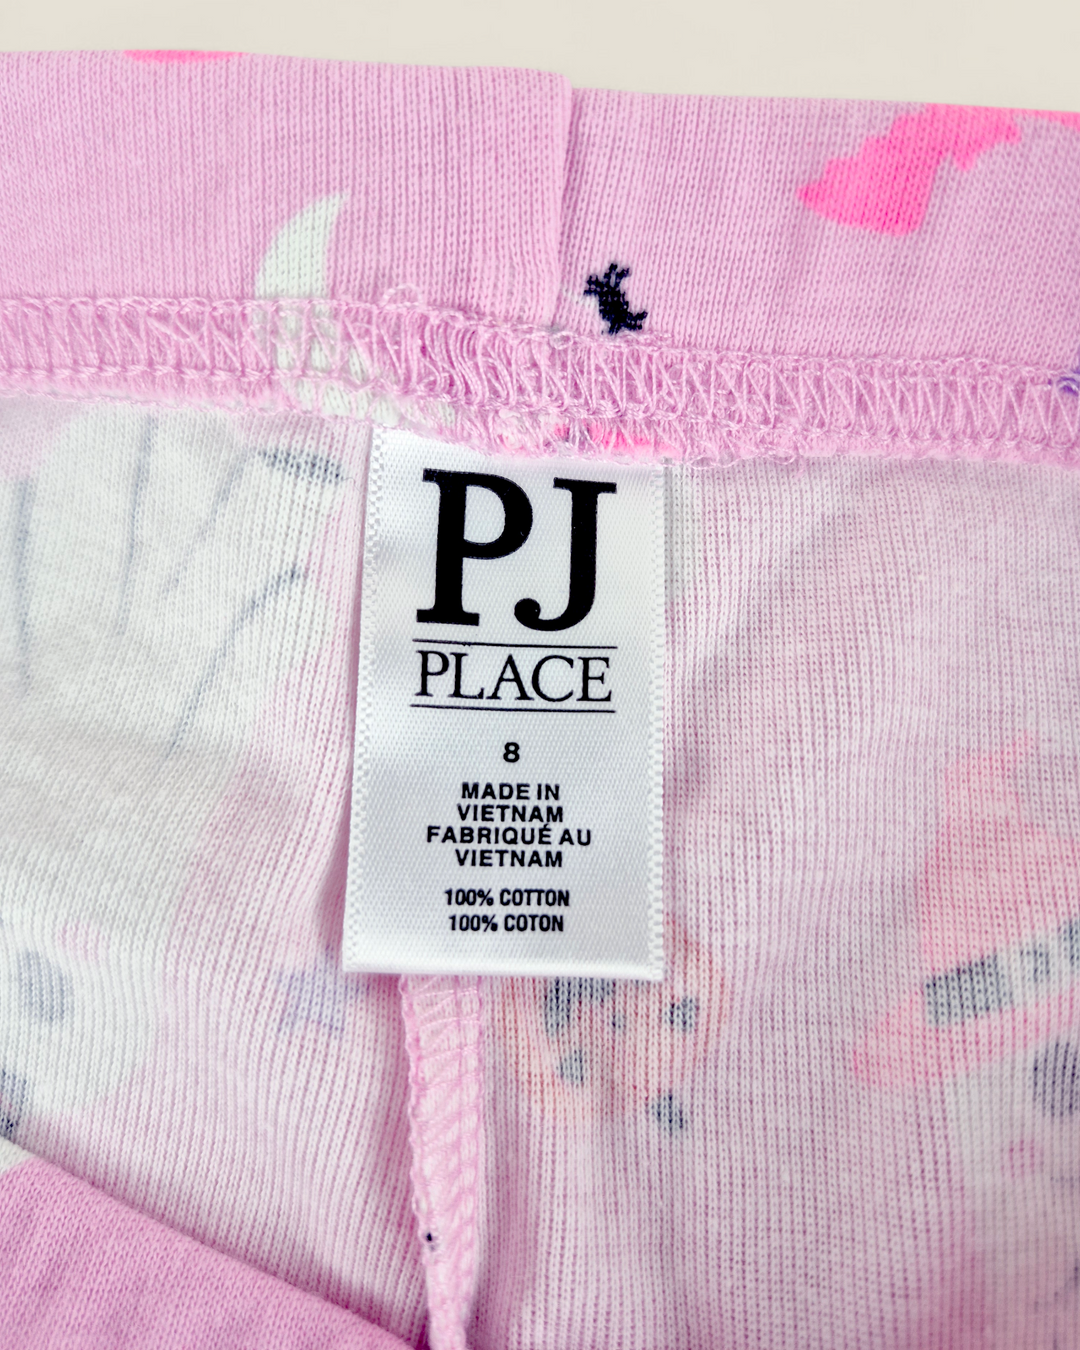 PJ
PLACE
8
MADE IN
VIETNAM
FABRIQUÉ AU
VIETNAM
100% COTTON
100% COTON